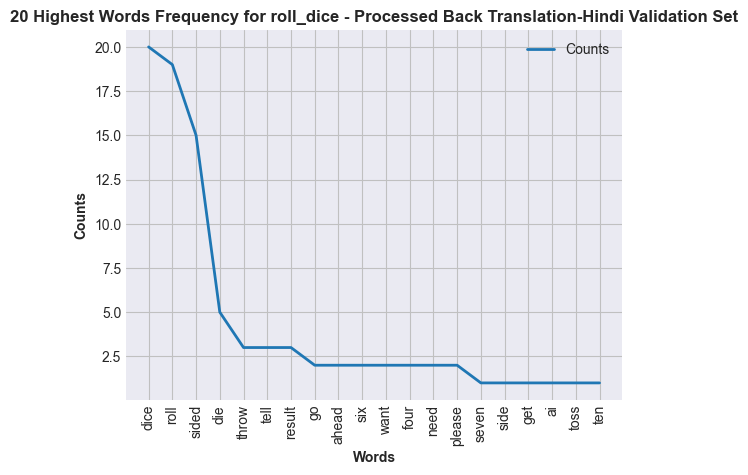 20 Highest Words Frequency for roll_dice - Processed Back Translation-Hindi Validation Set
Counts
20.0
17.5
15.0
12.5
10.0
7.5
5.0
2.5
Counts
dice
roll
sided
die
throw
tell
result
go
ahead
six
want
four
need
please
seven
side
get
ai
toss
ten
Words